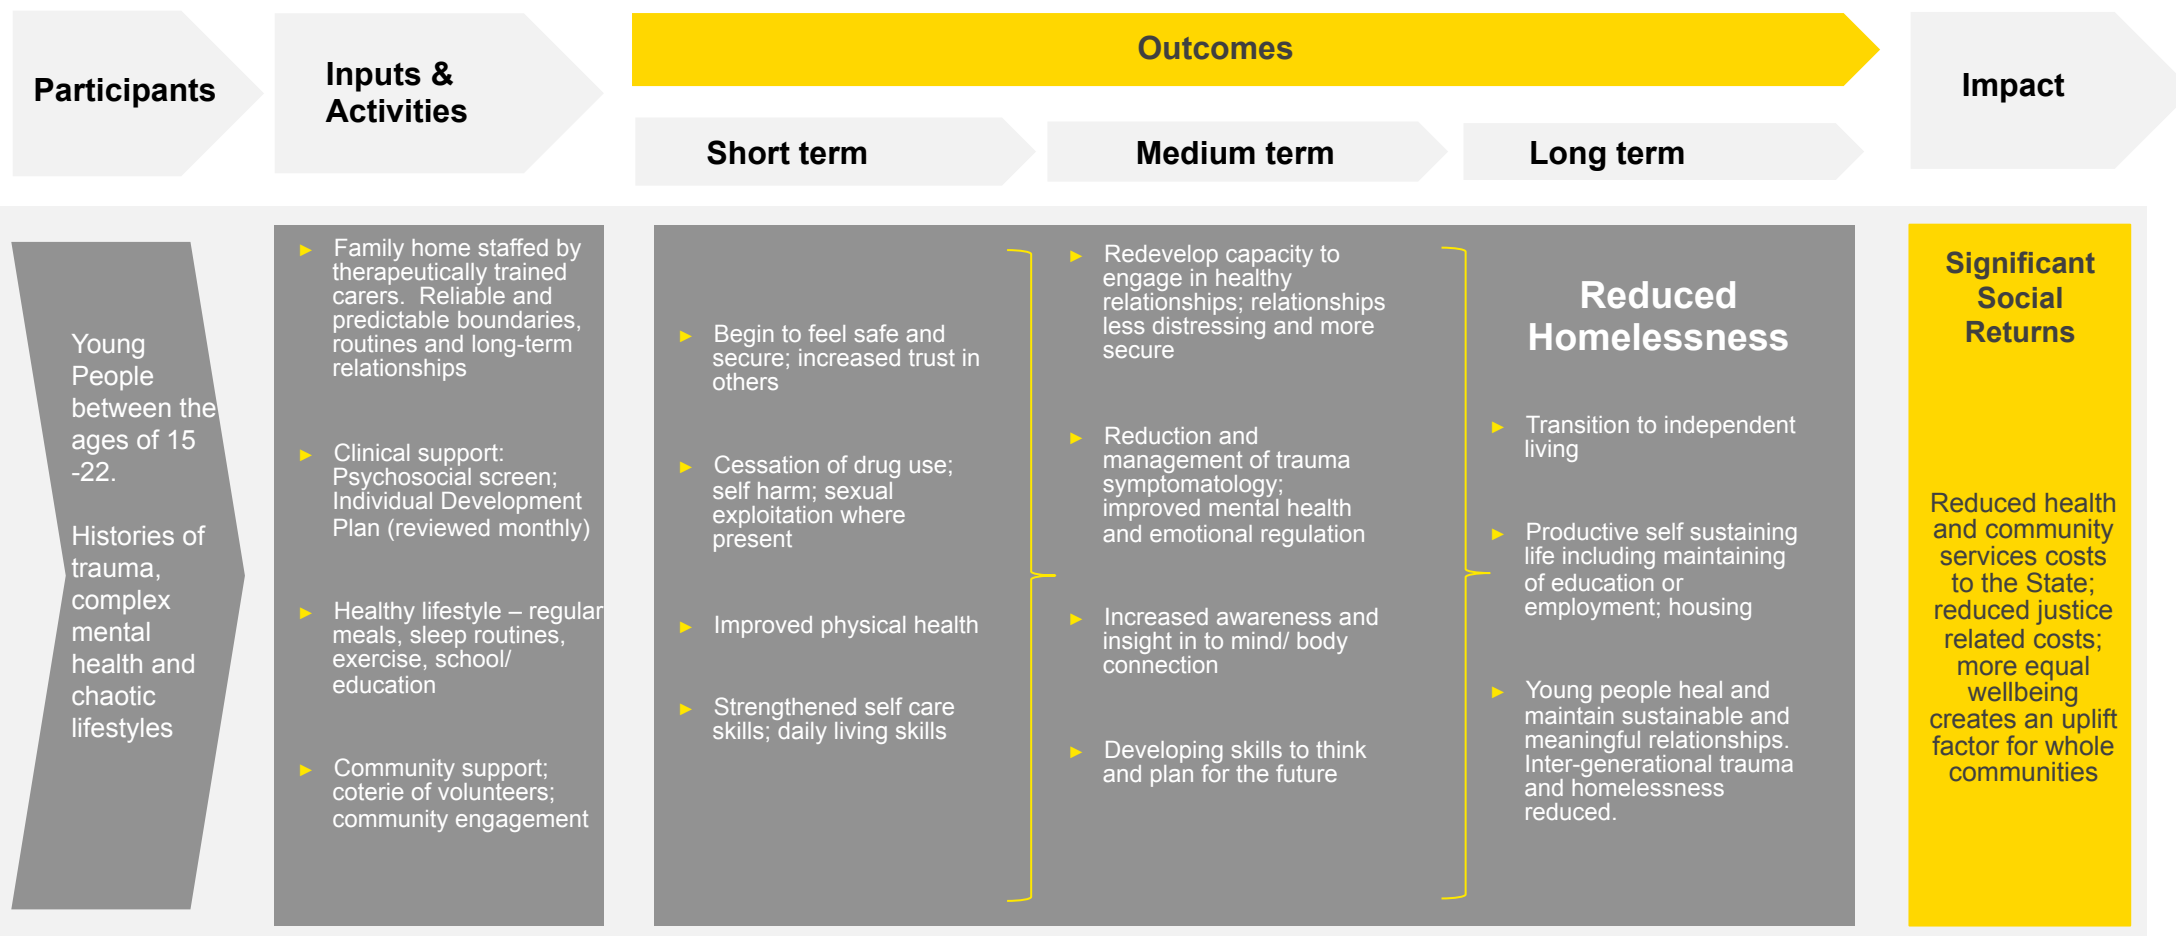 Participants
Inputs &
Activities
Outcomes
Short term
Medium term
Long term
Impact
Young
People
between the
ages of 15
-22.
Histories of
trauma,
complex
mental
health and
chaotic
lifestyles
► Family home staffed by
therapeutically trained
carers.  Reliable and
predictable boundaries,
routines and long-term
relationships
► Clinical support:
Psychosocial screen;
Individual Development
Plan (reviewed monthly)
► Healthy lifestyle – regular
meals, sleep routines,
exercise, school/
education
► Community support;
coterie of volunteers;
community engagement
► Begin to feel safe and
secure; increased trust in
others
► Cessation of drug use;
self harm; sexual
exploitation where
present
► Improved physical health
► Strengthened self care
skills; daily living skills
► Redevelop capacity to
engage in healthy
relationships; relationships
less distressing and more
secure
► Reduction and
management of trauma
symptomatology;
improved mental health
and emotional regulation
► Increased awareness and
insight in to mind/ body
connection
► Developing skills to think
and plan for the future
Reduced
Homelessness
► Transition to independent
living
► Productive self sustaining
life including maintaining
of education or
employment; housing
► Young people heal and
maintain sustainable and
meaningful relationships.
Inter-generational trauma
and homelessness
reduced.
Significant
Social
Returns
Reduced health
and community
services costs
to the State;
reduced justice
related costs;
more equal
wellbeing
creates an uplift
factor for whole
communities